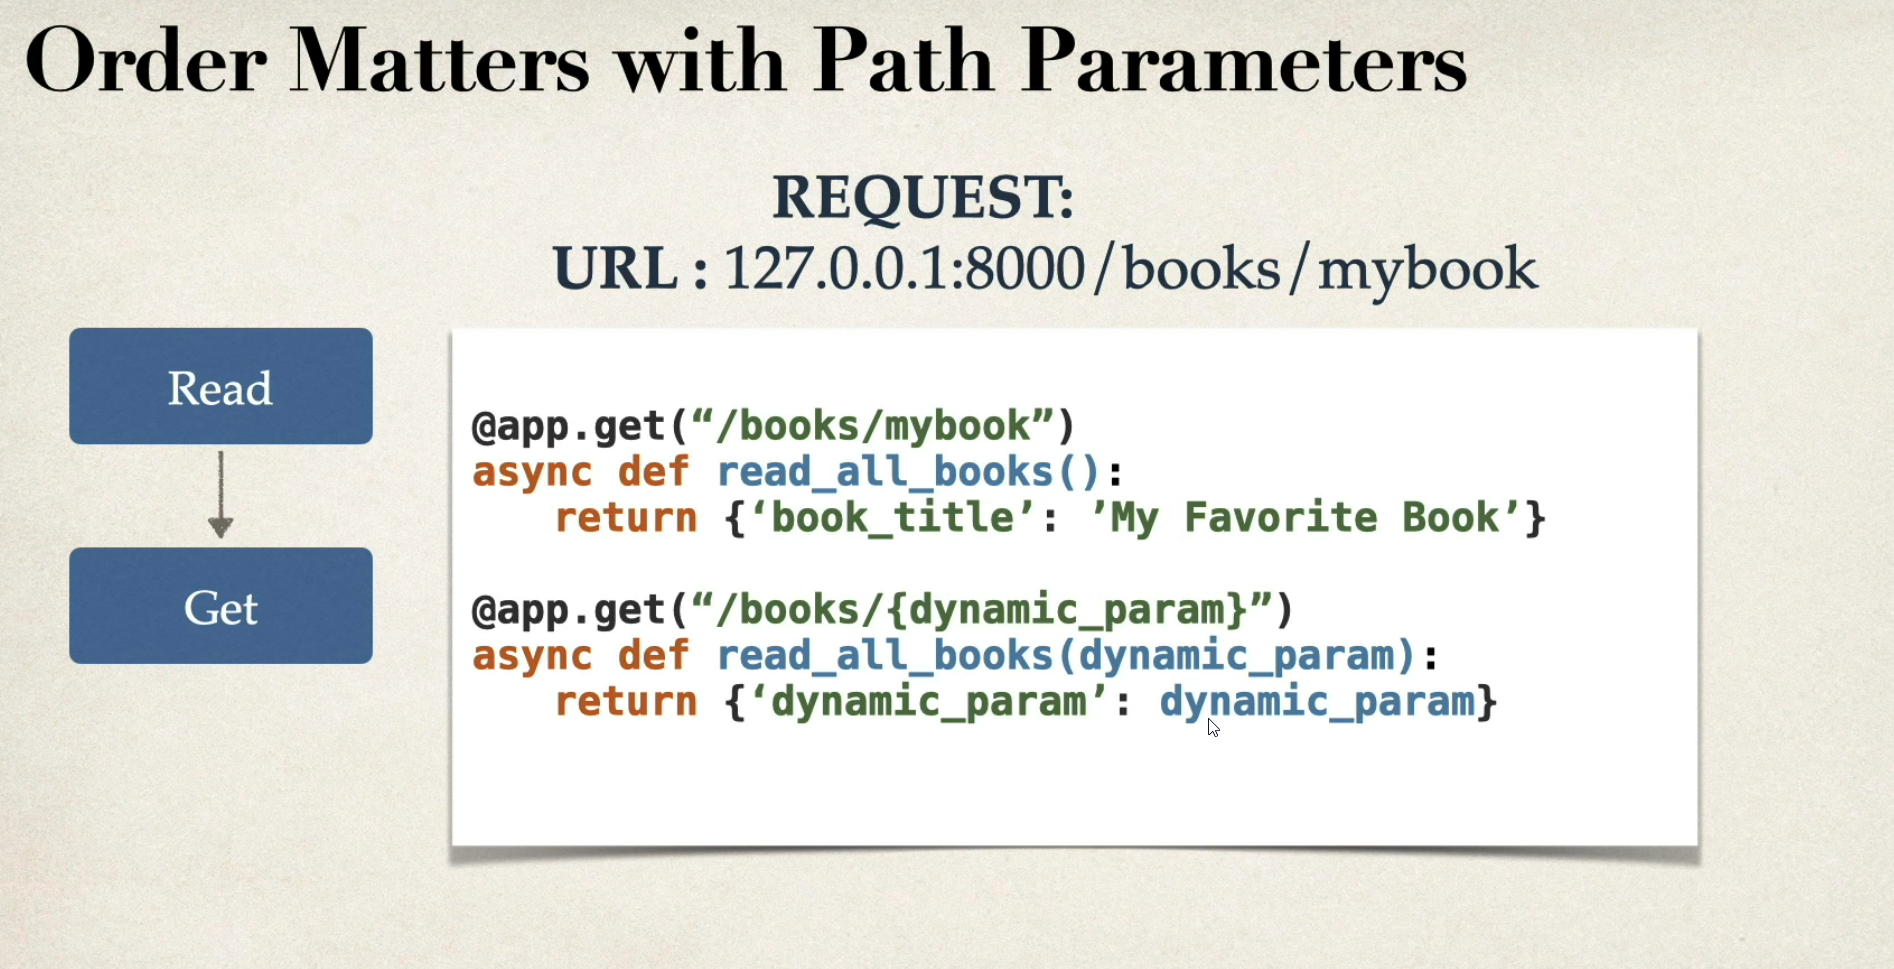 Order Matters with Path Parameters
REQUEST:
URL : 127.0.0.1:8000/books/mybook
Read
Get
@app.get(“/books/mybook”)
async def read_all_books():
return {‘book_title’: ’My Favorite Book’}
@app.get(“/books/{dynamic_param}”)
async def read_all_books(dynamic_param):
return {‘dynamic_param’: dynamic_param}